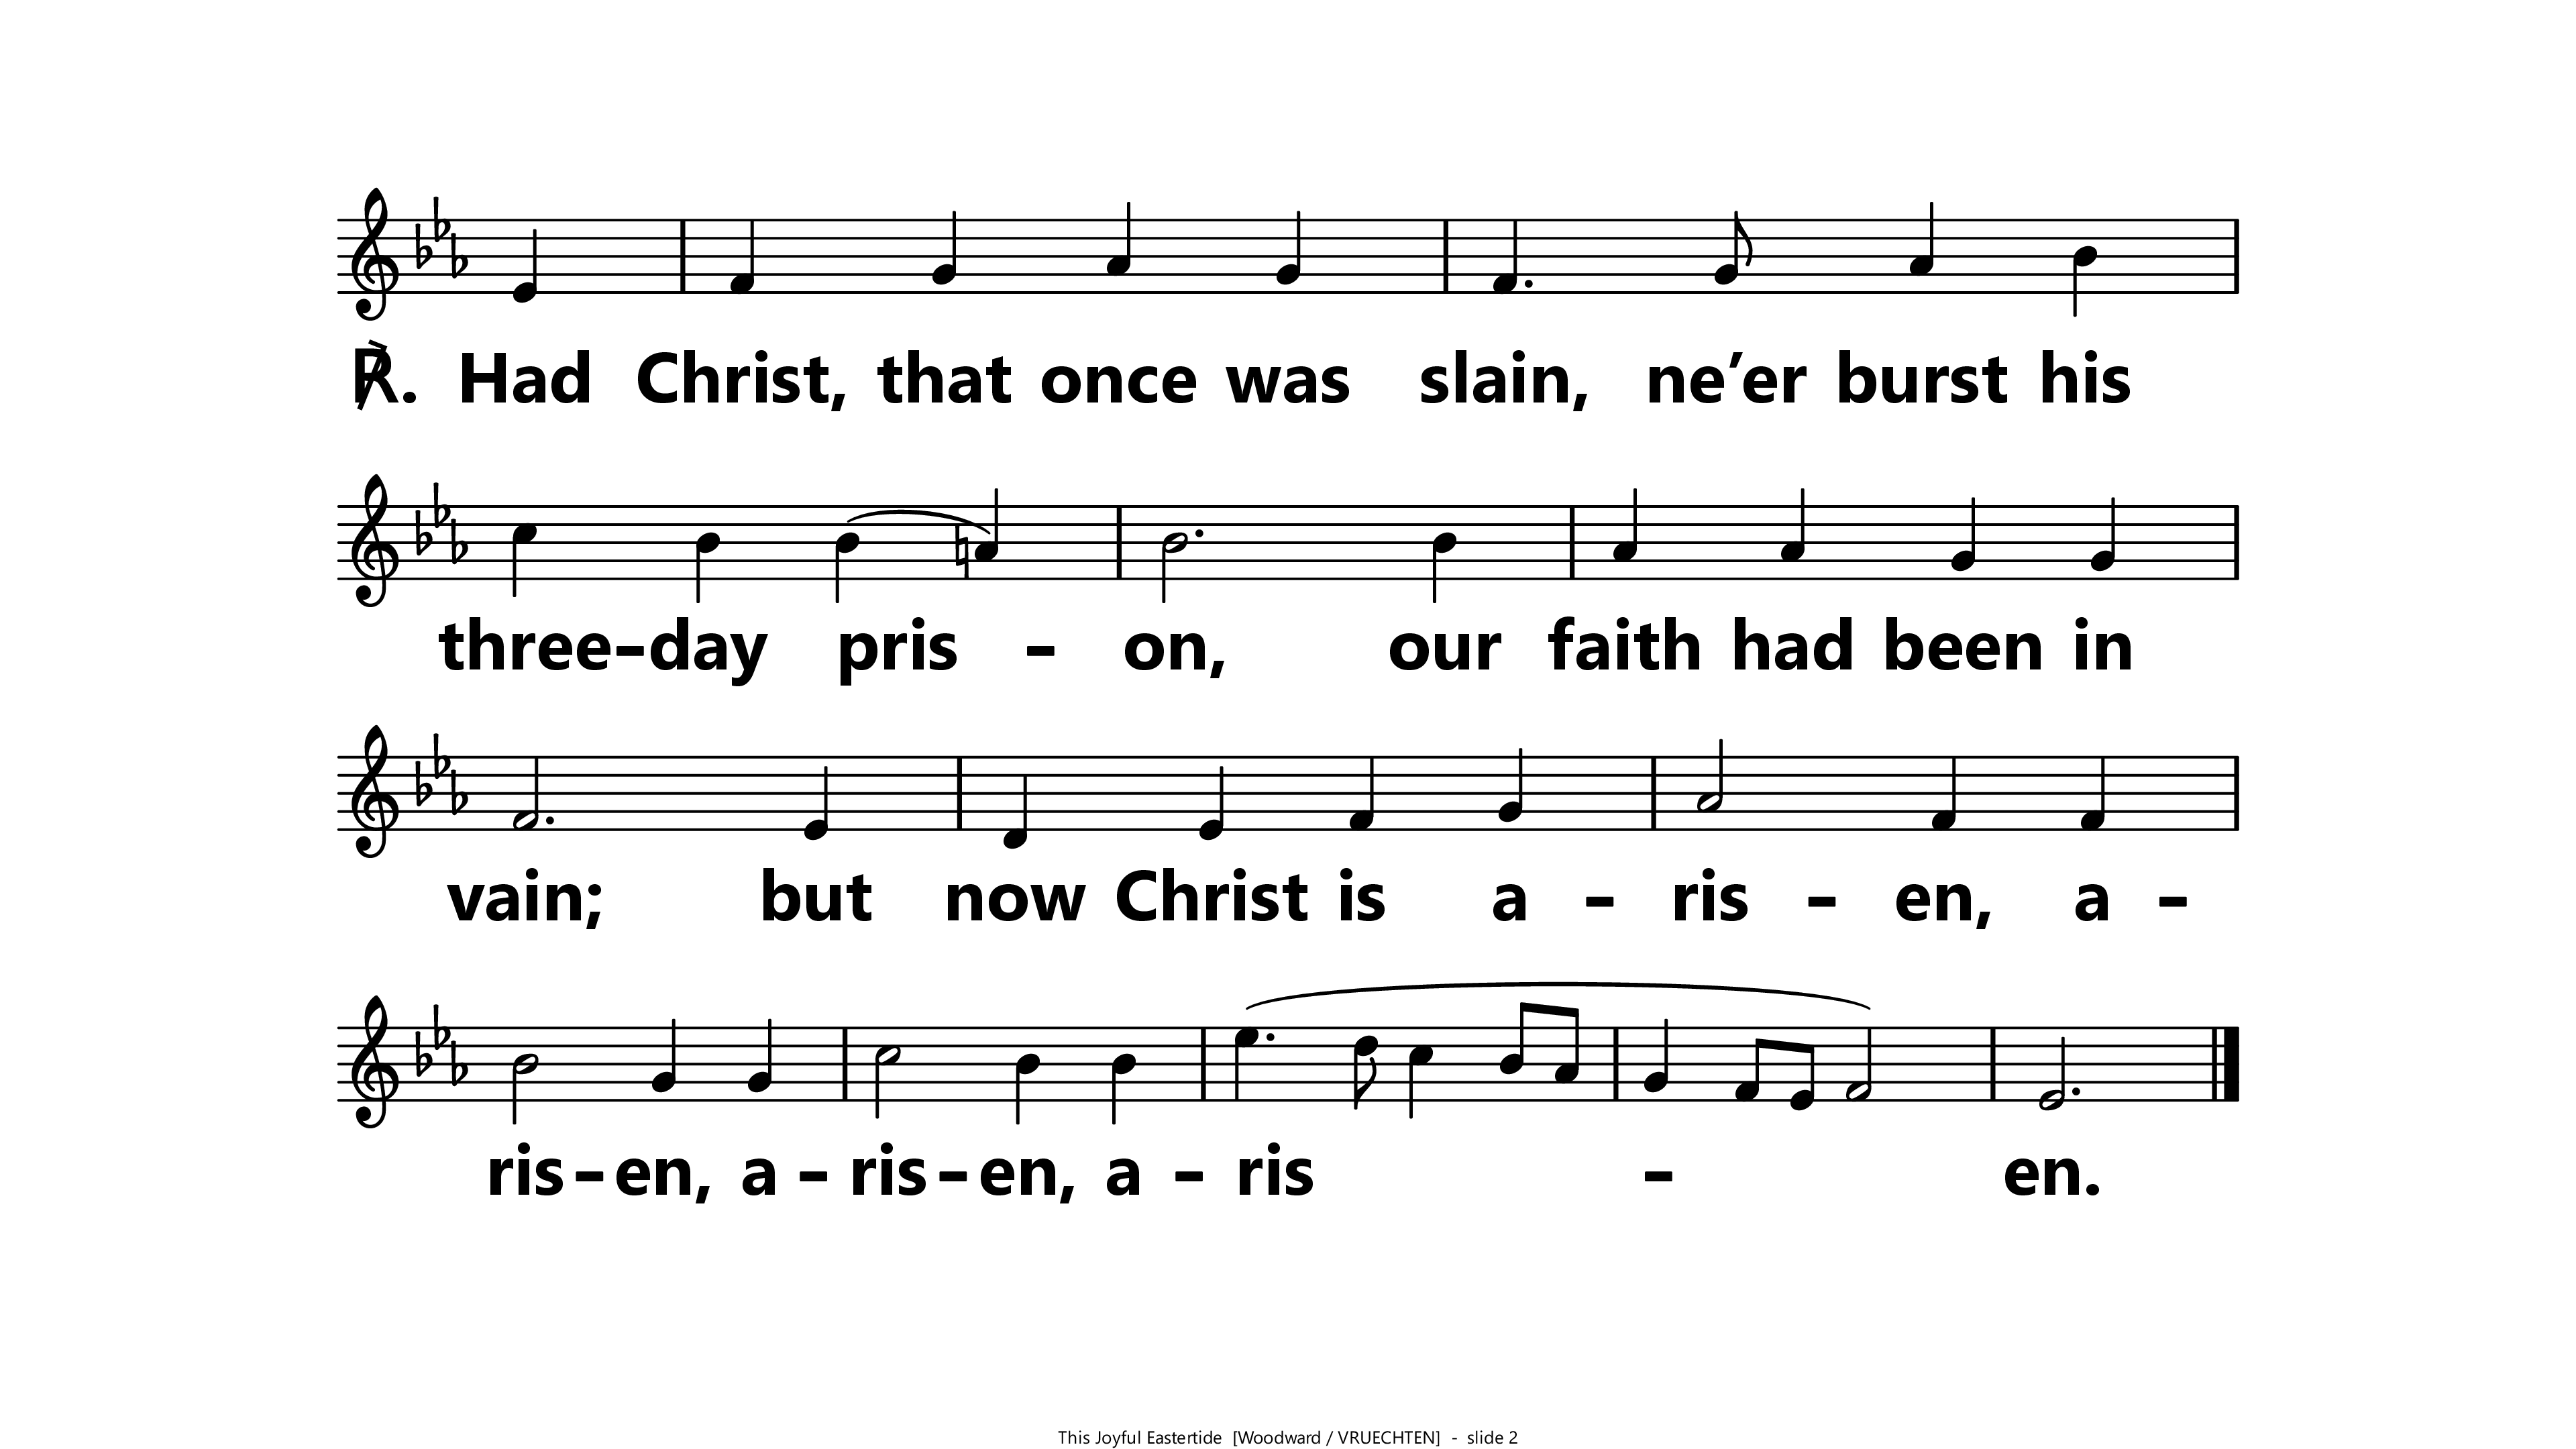 ℟. Had Christ, that once was slain, ne’er burst his
three-day pris - on, our faith had been in
vain; but now Christ is a - ris - en, a -
ris - en, a - ris - en, a - ris - en.
This Joyful Eastertide [Woodward / VRUECHTEN] - slide 2